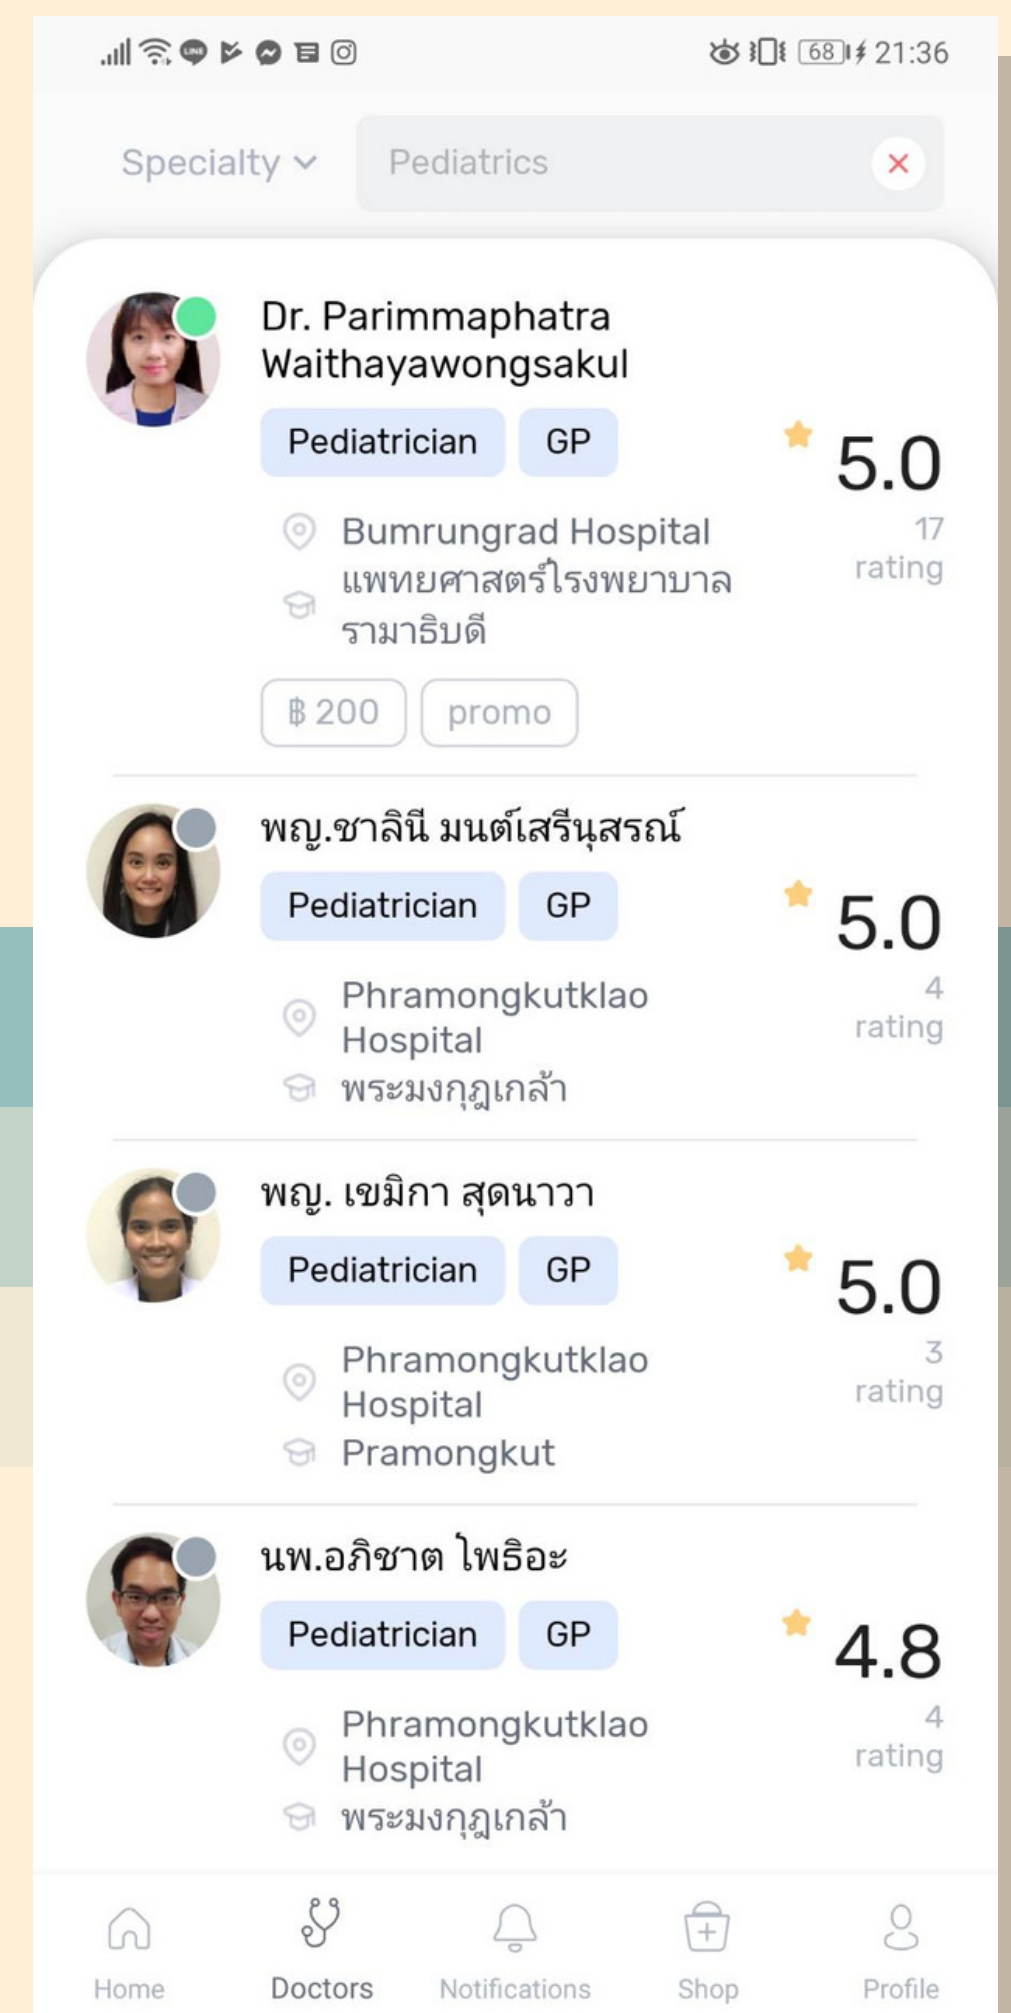 LINE
68
21:36
Specialty
Pediatrics
Dr. Parimmaphatra
Waithayawongsakul
Pediatrician GP
5.0
17
rating
Bumrungrad Hospital
แพทยศาสตร์โรงพยาบาล
รามาธิบดี
฿ 200 promo
พญ.ชาลินี มนต์เสรีนุสรณ์
Pediatrician GP
5.0
4
rating
Phramongkutklao
Hospital
พระมงกุฎเกล้า
พญ. เขมิกา สุดนาวา
Pediatrician GP
5.0
3
rating
Phramongkutklao
Hospital
Pramongkut
นพ.อภิชาต โพธิอะ
Pediatrician GP
4.8
4
rating
Phramongkutklao
Hospital
พระมงกุฎเกล้า
Home Doctors Notifications Shop Profile